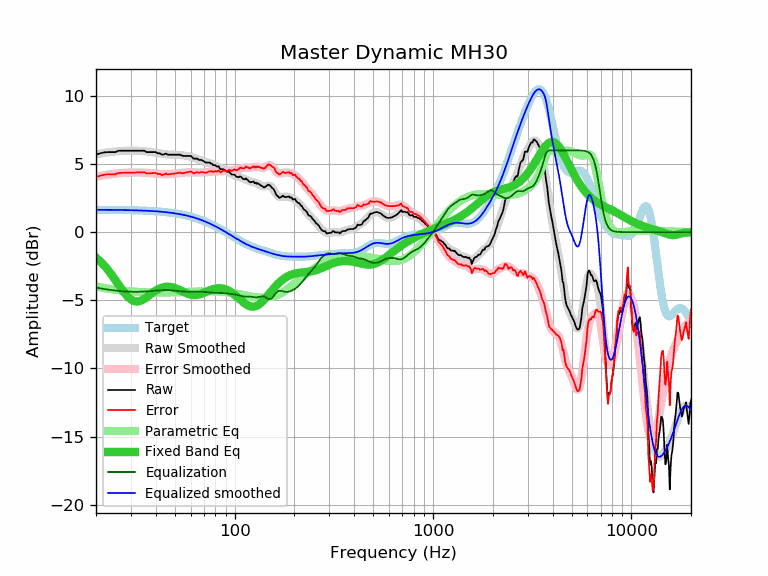 Master Dynamic MH30
Amplitude (dBr)
10
5
0
−5
−10
−15
−20
Target
Raw Smoothed
Error Smoothed
Raw
Error
Parametric Eq
Fixed Band Eq
Equalization
Equalized smoothed
100
1000
10000
Frequency (Hz)